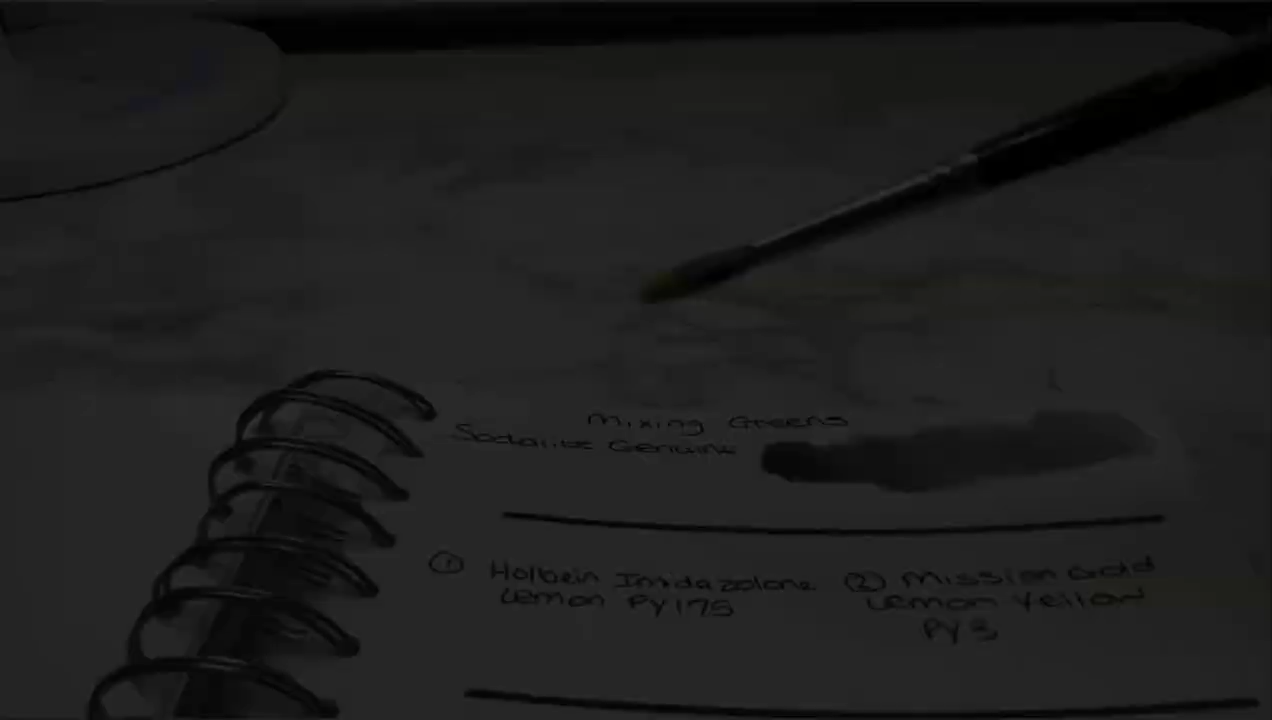 Mixing Greens
Sodalite Genuine
① Holbein Imidazolone
Lemon PY175
② Mission Gold
Lemon Yellow
PY3